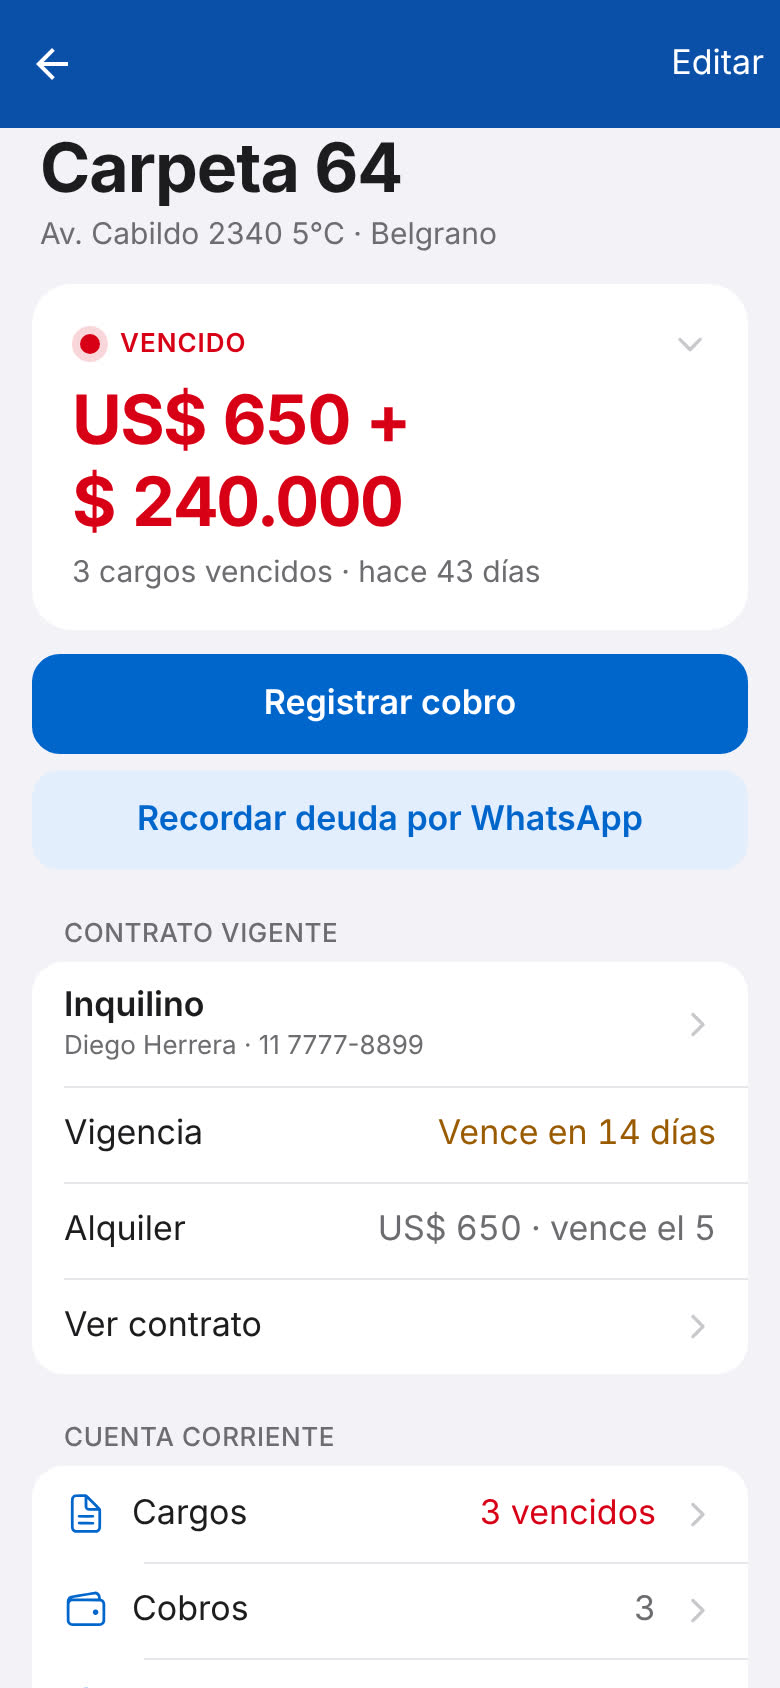 Editar
Carpeta 64
Av. Cabildo 2340 5°C · Belgrano
VENCIDO
US$ 650 +
$ 240.000
3 cargos vencidos · hace 43 días
Registrar cobro
Recordar deuda por WhatsApp
CONTRATO VIGENTE
Inquilino
Diego Herrera · 11 7777-8899
Vigencia Vence en 14 días
Alquiler US$ 650 · vence el 5
Ver contrato
CUENTA CORRIENTE
Cargos 3 vencidos
Cobros 3